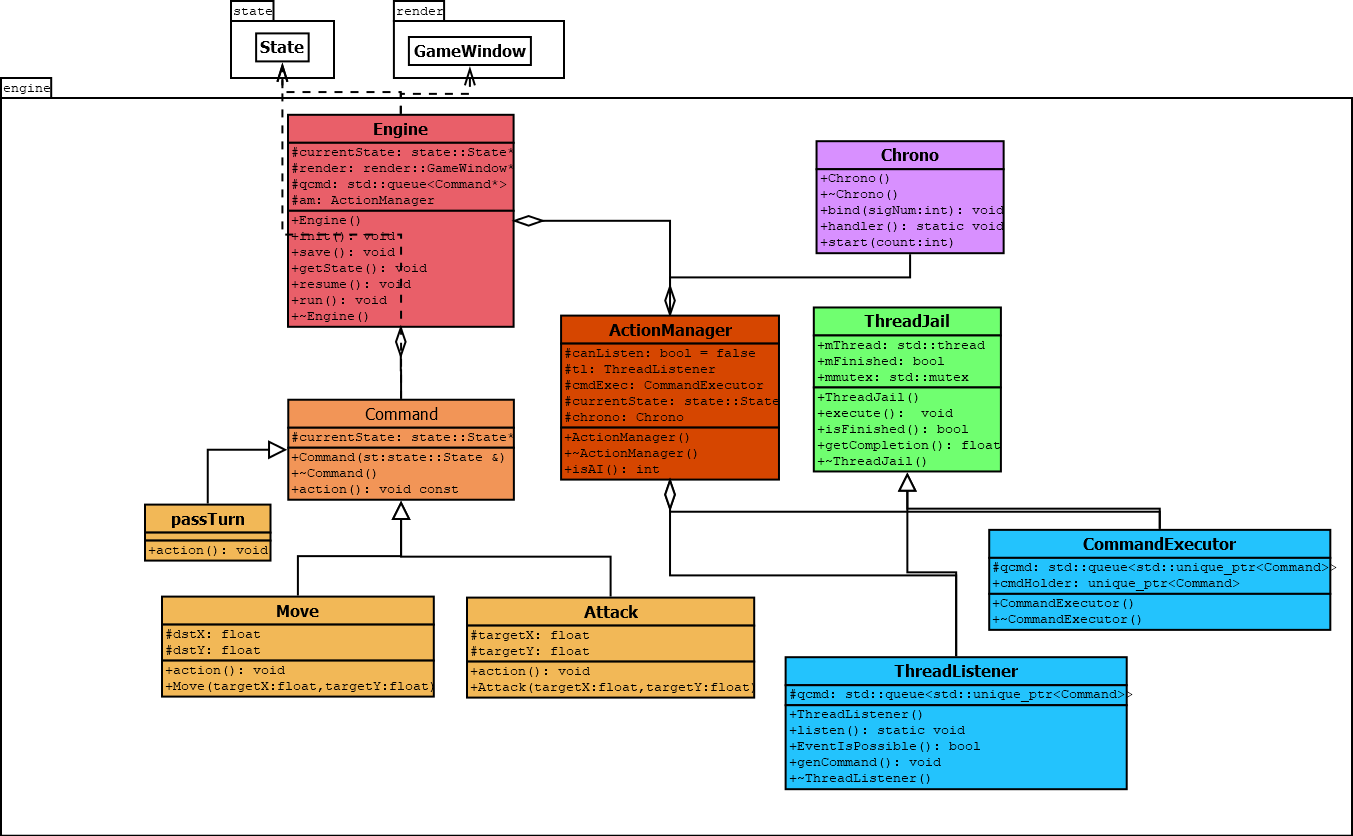 state
State
render
GameWindow
engine
Engine
#currentState: state::State*
#render: render::GameWindow*
#qcmd: std::queue<Command*>
#am: ActionManager
+Engine()
+init(): void
+save(): void
+getState(): void
+resume(): void
+run(): void
+~Engine()
Chrono
+Chrono()
+~Chrono()
+bind(sigNum:int): void
+handler(): static void
+start(count:int)
ActionManager
#canListen: bool = false
#tl: ThreadListener
#cmdExec: CommandExecutor
#currentState: state::State
#chrono: Chrono
+ActionManager()
+~ActionManager()
+isAI(): int
ThreadJail
+mThread: std::thread
+mFinished: bool
+mmutex: std::mutex
+ThreadJail()
+execute():  void
+isFinished(): bool
+getCompletion(): float
+~ThreadJail()
Command
#currentState: state::State*
+Command(st:state::State &)
+~Command()
+action(): void const
passTurn
+action(): void
Move
#dstX: float
#dstY: float
+action(): void
+Move(targetX:float,targetY:float)
Attack
#targetX: float
#targetY: float
+action(): void
+Attack(targetX:float,targetY:float)
CommandExecutor
#qcmd: std::queue<std::unique_ptr<Command>>
+cmdHolder: unique_ptr<Command>
+CommandExecutor()
+~CommandExecutor()
ThreadListener
#qcmd: std::queue<std::unique_ptr<Command>>
+ThreadListener()
+listen(): static void
+EventIsPossible(): bool
+genCommand(): void
+~ThreadListener()